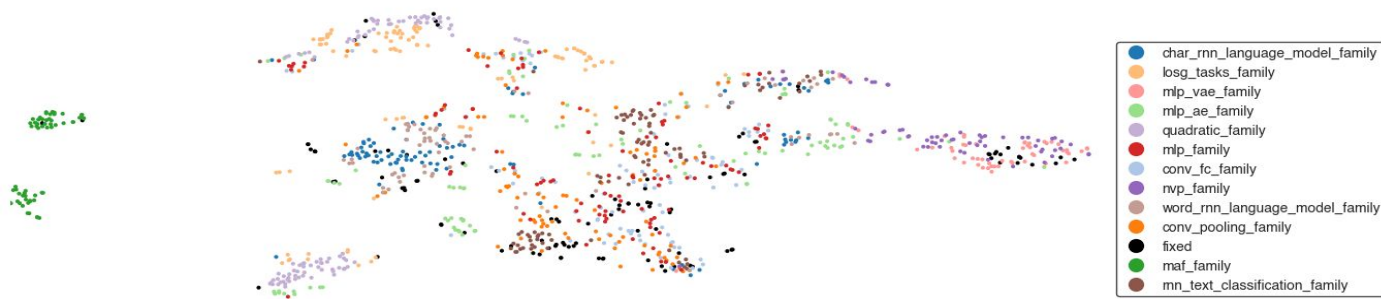 char_rnn_language_model_family
losg_tasks_family
mlp_vae_family
mlp_ae_family
quadratic_family
mlp_family
conv_fc_family
nvp_family
word_rnn_language_model_family
conv_pooling_family
fixed
maf_family
rnn_text_classification_family